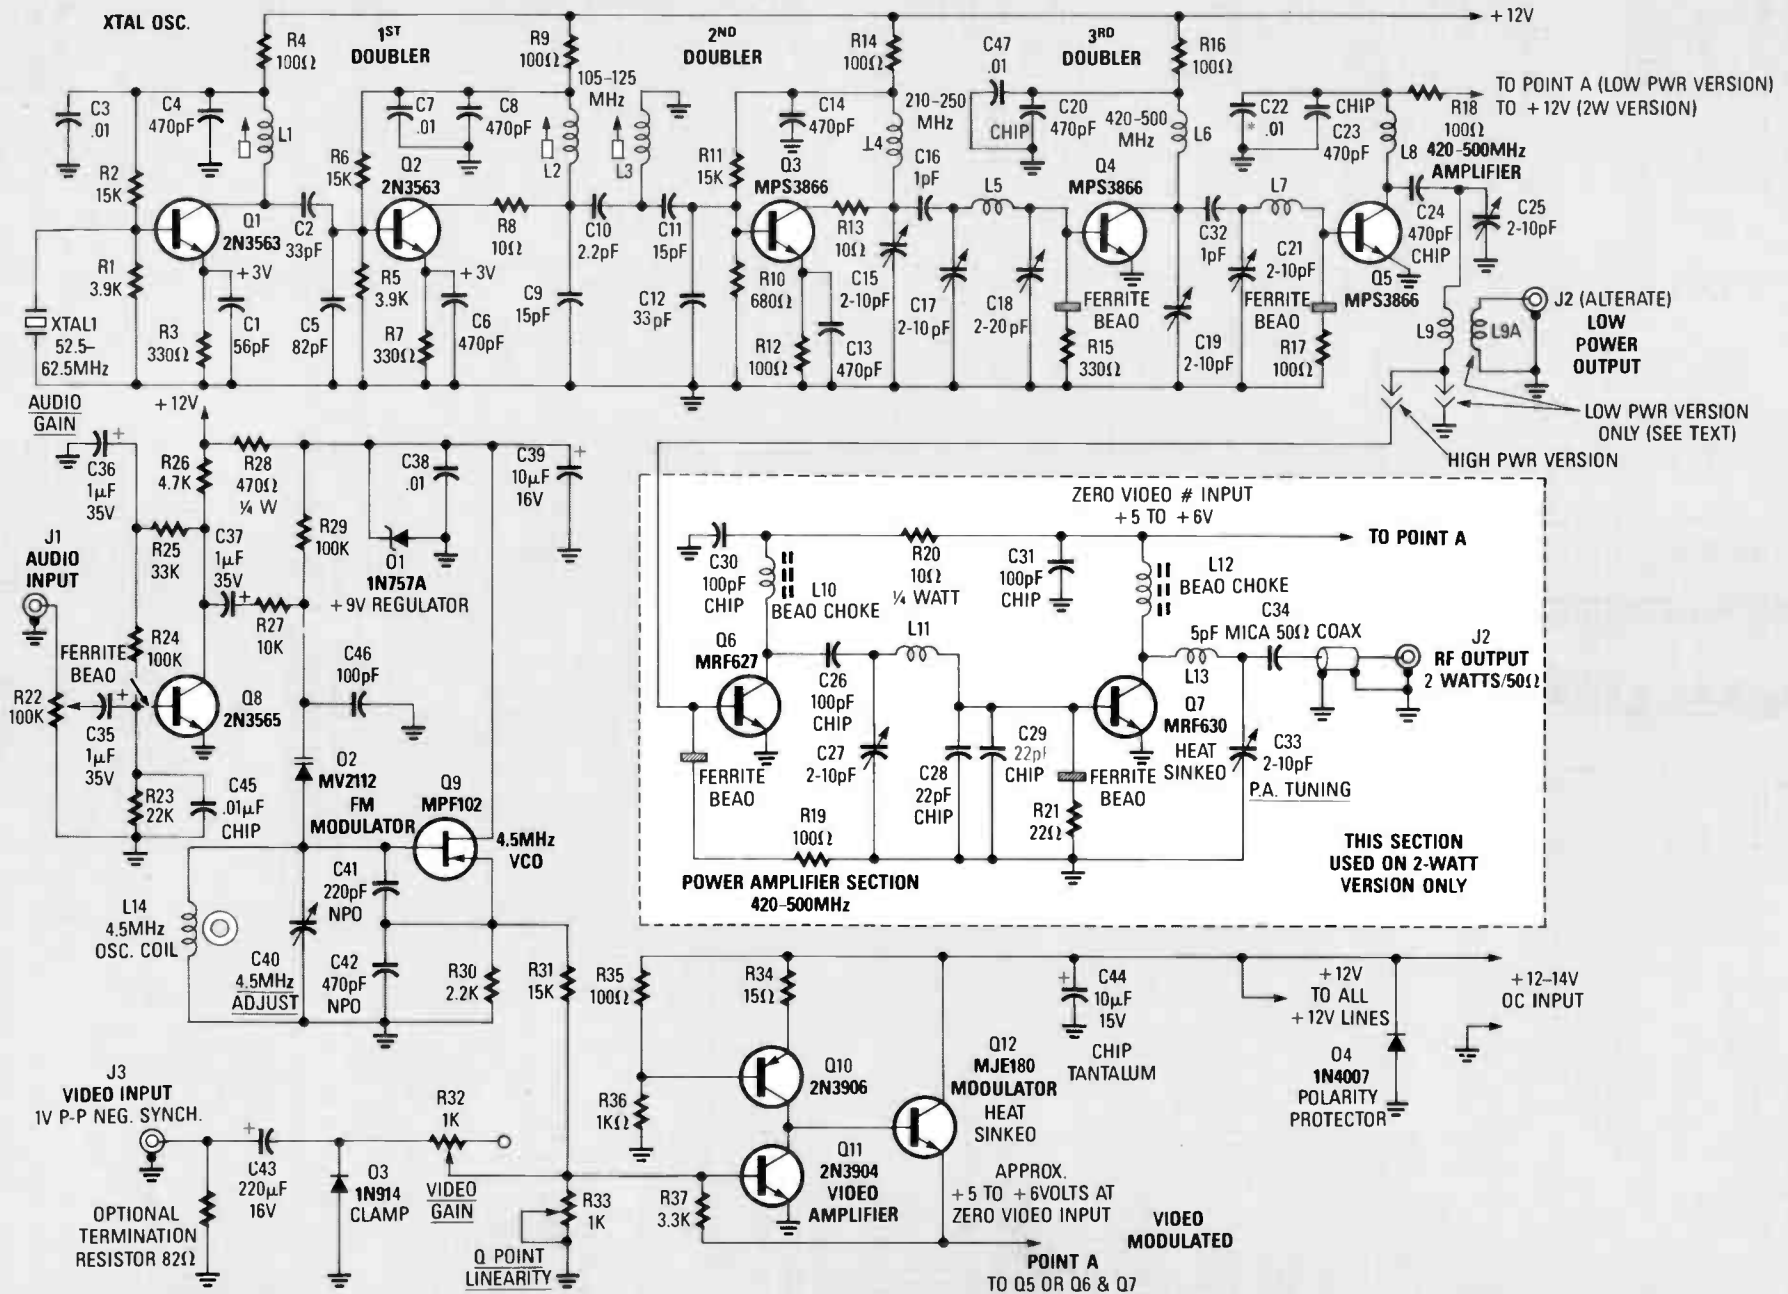 XTAL OSC.
R4
100Ω
1ST
DOUBLER
R9
100Ω
2ND
DOUBLER
R14
100Ω
C47
.01
3RD
DOUBLER
R16
100Ω
+12V
C3
.01
C4
470pF
L1
C7
.01
C8
470pF
105-125
MHz
L2
L3
C14
470pF
210-250
MHz
L4
CHIP
C20
470pF
420-500
MHz
L6
C22
.01
*
CHIP
C23
470pF
L8
R18
100Ω
TO POINT A (LOW PWR VERSION)
TO +12V (2W VERSION)
420-500MHz
AMPLIFIER
R2
15K
Q1
2N3563
C2
33pF
R6
15K
Q2
2N3563
R8
10Ω
C10
2.2pF
C11
15pF
R11
15K
Q3
MPS3866
R13
10Ω
C16
1pF
L5
Q4
MPS3866
C32
1pF
L7
C21
2-10pF
Q5
MPS3866
C24
470pF
CHIP
C25
2-10pF
R1
3.9K
XTAL1
52.5-
62.5MHz
R3
330Ω
+3V
C1
56pF
C5
82pF
R5
3.9K
R7
330Ω
+3V
C6
470pF
C9
15pF
C12
33pF
R10
680Ω
R12
100Ω
C13
470pF
C15
2-10pF
C17
2-10pF
C18
2-20pF
FERRITE
BEAO
R15
330Ω
C19
2-10pF
FERRITE
BEAO
R17
100Ω
L9
L9A
J2 (ALTERATE)
LOW
POWER
OUTPUT
LOW PWR VERSION
ONLY (SEE TEXT)
HIGH PWR VERSION
AUDIO
GAIN
+12V
C36
1µF
35V
+
R26
4.7K
R28
470Ω
¼ W
R29
100K
C38
.01
C39
10µF
16V
+
O1
1N757A
+9V REGULATOR
J1
AUDIO
INPUT
R25
33K
C37
1µF
35V
+
R27
10K
R24
100K
FERRITE
BEAO
R22
100K
C35
1µF
35V
+
Q8
2N3565
R23
22K
C45
.01µF
CHIP
C46
100pF
O2
MV2112
FM
MODULATOR
Q9
MPF102
4.5MHz
VCO
C41
220pF
NPO
L14
4.5MHz
OSC. COIL
C40
4.5MHz
ADJUST
C42
470pF
NPO
R30
2.2K
R31
15K
ZERO VIDEO # INPUT
+5 TO +6V
TO POINT A
C30
100pF
CHIP
L10
BEAO CHOKE
R20
10Ω
¼ WATT
C31
100pF
CHIP
L12
BEAO CHOKE
Q6
MRF627
C26
100pF
CHIP
L11
C34
5pF MICA
50Ω COAX
J2
RF OUTPUT
2 WATTS/50Ω
L13
Q7
MRF630
HEAT
SINKEO
C33
2-10pF
P.A. TUNING
FERRITE
BEAO
C27
2-10pF
C29
22pF
CHIP
C28
22pF
CHIP
FERRITE
BEAO
R21
22Ω
R19
100Ω
POWER AMPLIFIER SECTION
420-500MHz
THIS SECTION
USED ON 2-WATT
VERSION ONLY
R35
100Ω
R34
15Ω
+
C44
10µF
15V
CHIP
TANTALUM
+12V
TO ALL
+12V LINES
+12-14V
OC INPUT
O4
1N4007
POLARITY
PROTECTOR
Q10
2N3906
Q12
MJE180
MODULATOR
HEAT
SINKEO
R36
1KΩ
Q11
2N3904
VIDEO
AMPLIFIER
APPROX.
+5 TO +6VOLTS AT
ZERO VIDEO INPUT
J3
VIDEO INPUT
1V P-P NEG. SYNCH.
+
C43
220µF
16V
R32
1K
O3
1N914
CLAMP
VIDEO
GAIN
OPTIONAL
TERMINATION
RESISTOR 82Ω
R33
1K
Q POINT
LINEARITY
R37
3.3K
VIDEO
MODULATED
POINT A
TO Q5 OR Q6 & Q7